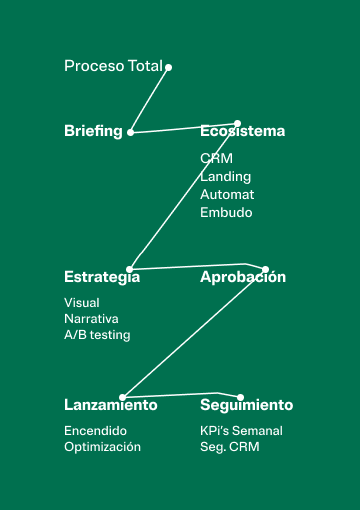 Proceso Total
Briefing
Ecosistema
CRM
Landing
Automat
Embudo
Estrategia
Visual
Narrativa
A/B testing
Aprobación
Lanzamiento
Encendido
Optimización
Seguimiento
KPi's Semanal
Seg. CRM